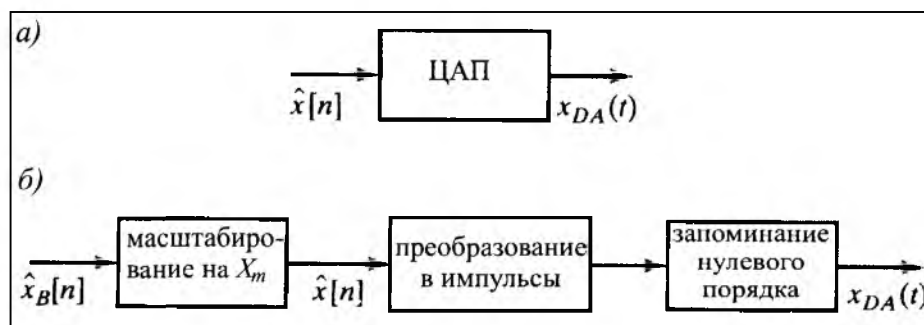 а)
ЦАП
x̂[n]
x_DA(t)
б)
масштабиро-
вание на X_m
преобразование
в импульсы
запоминание
нулевого
порядка
x̂_B[n]
x̂[n]
x_DA(t)